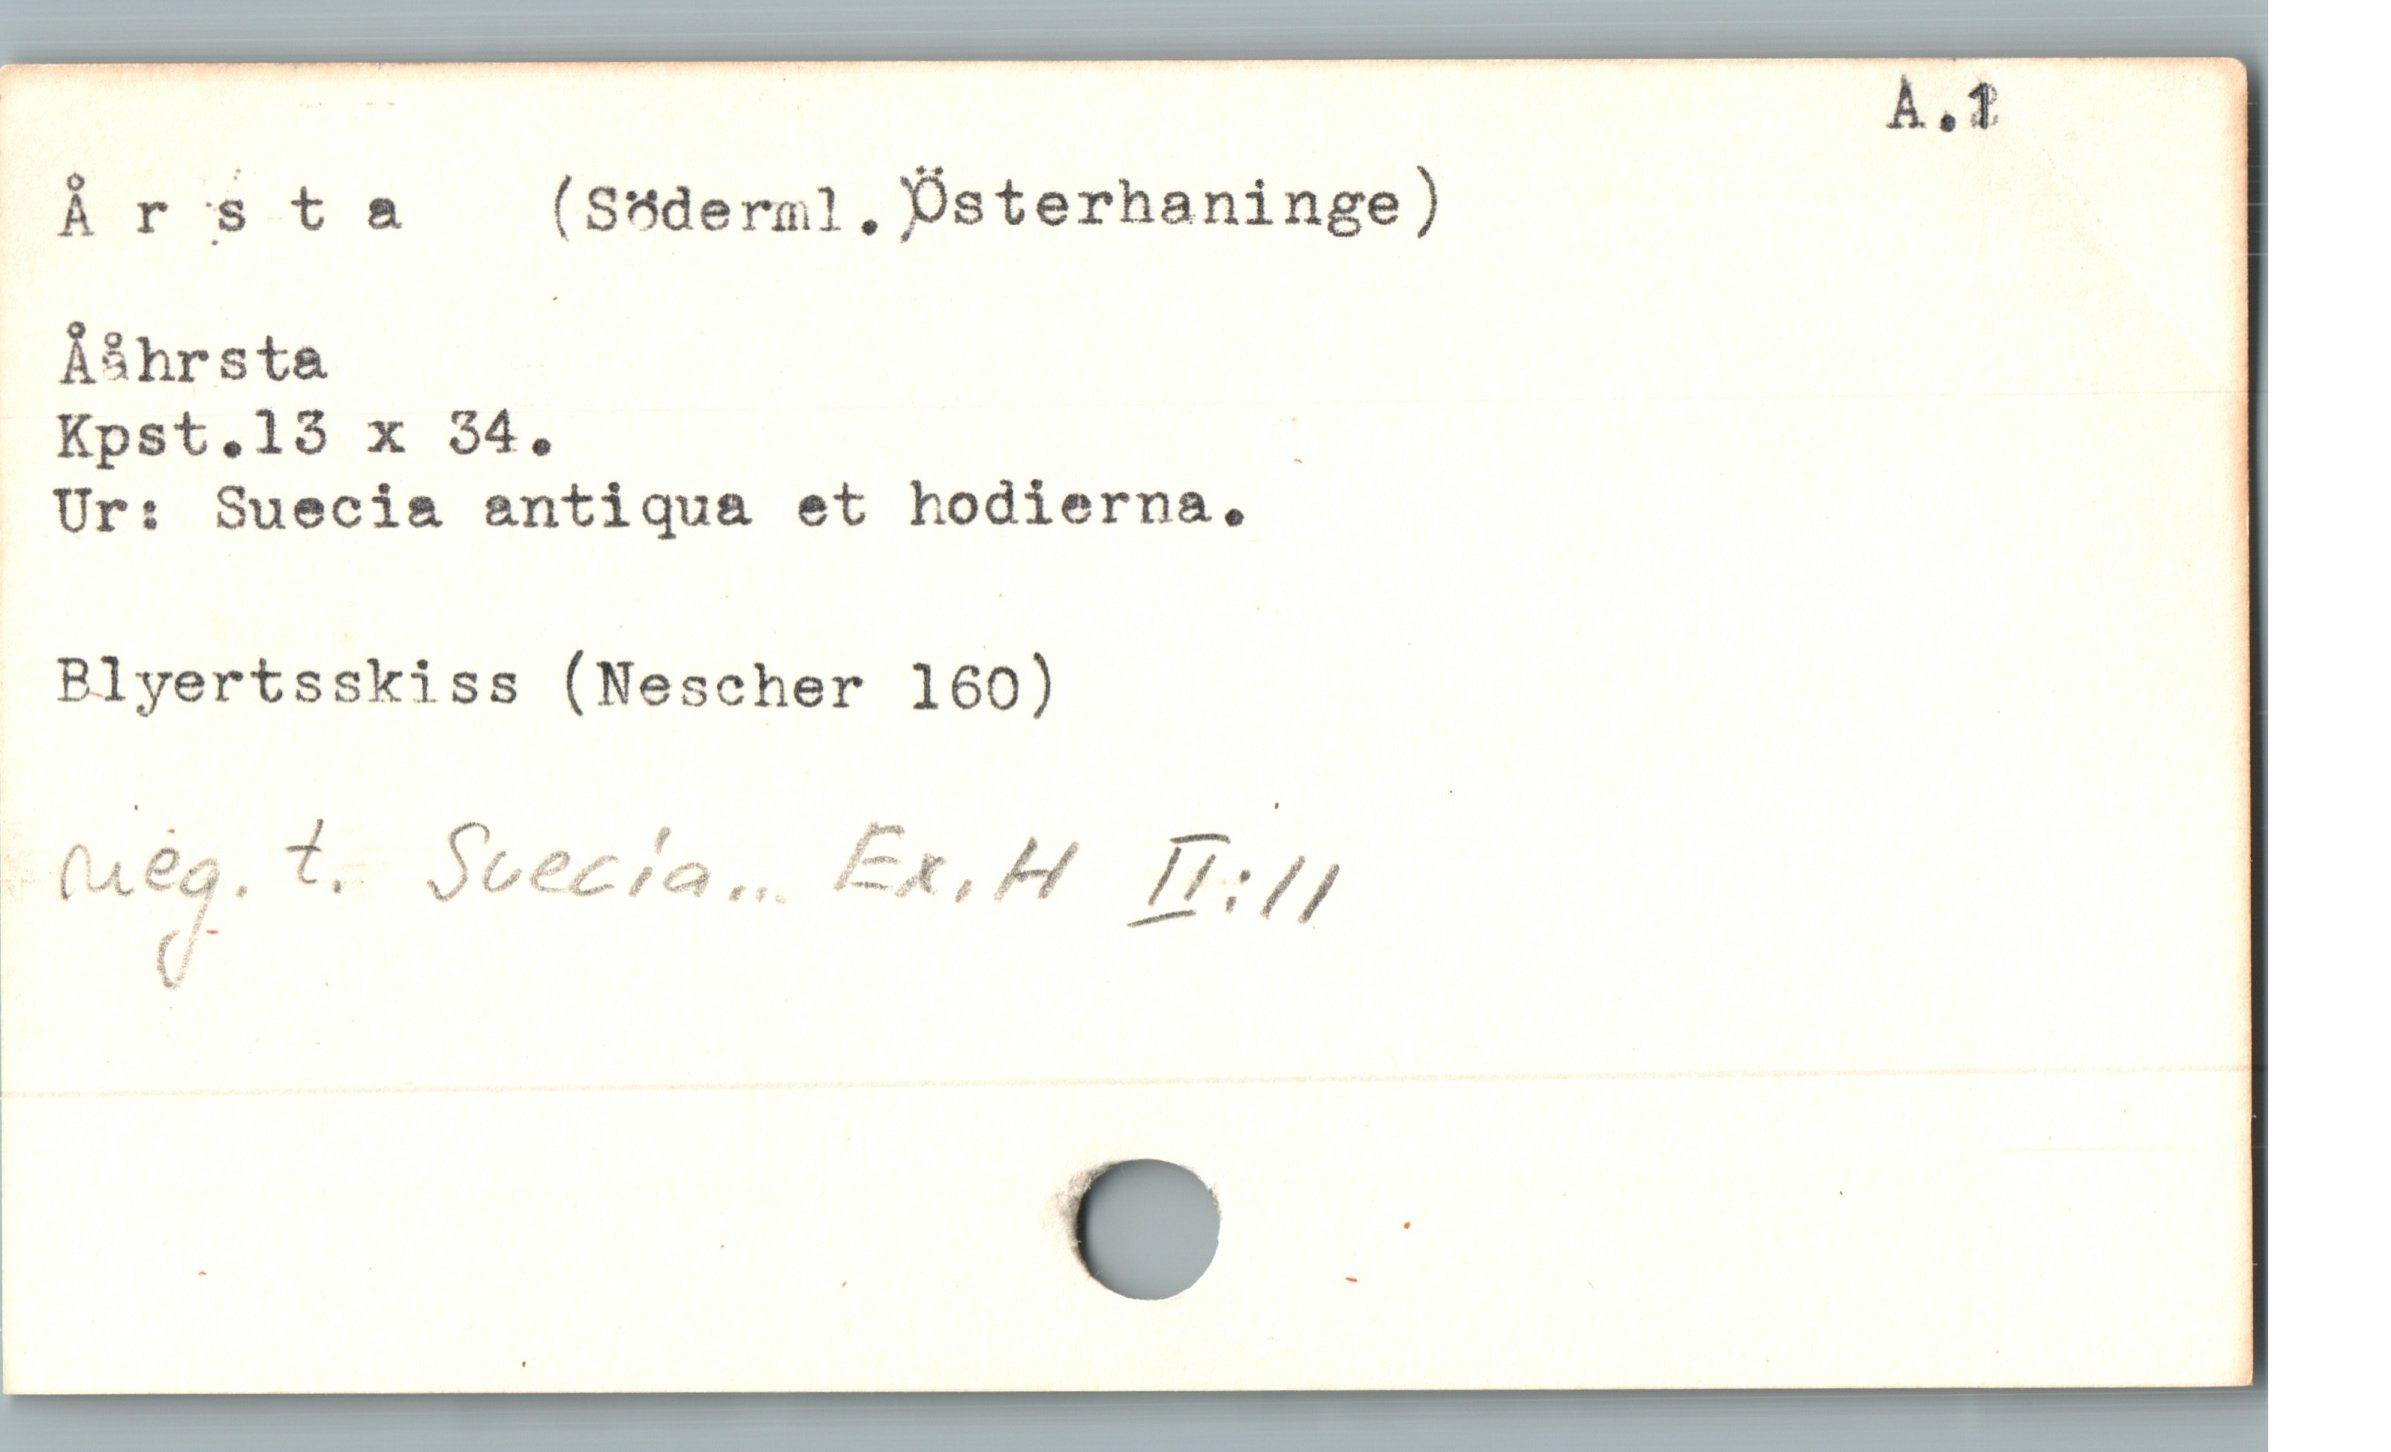 A.1
Å r s t a (Söderml. Österhaninge)
Ååhrsta
Kpst.13 x 34.
Ur: Suecia antiqua et hodierna.
Blyertsskiss (Nescher 160)
neg. t. Suecia... Ex. H II:11